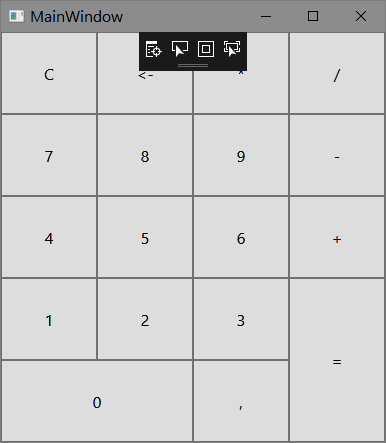 MainWindow
C <- * /
7 8 9 -
4 5 6 +
1 2 3
=
0 ,